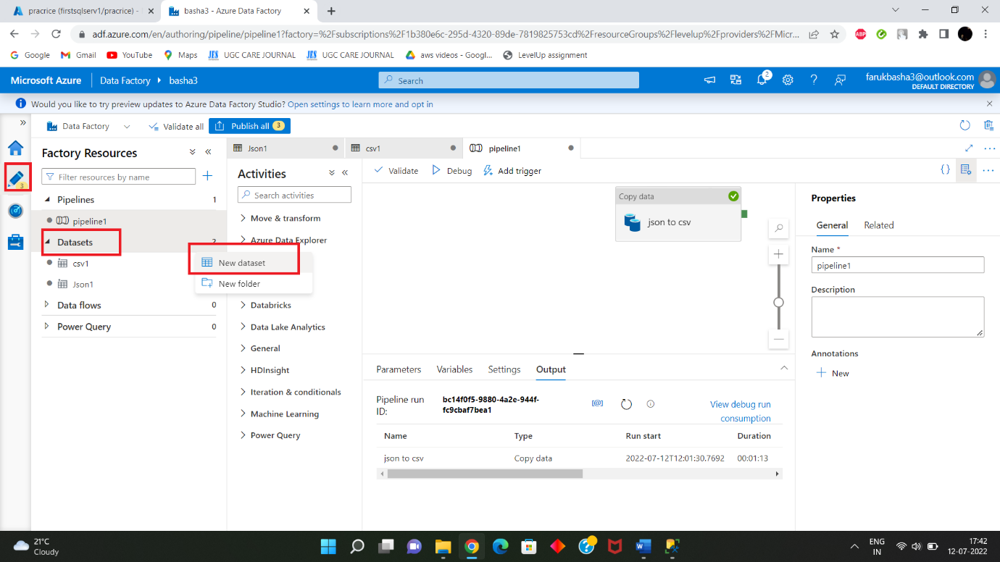 pracrice (firstsqlserv1/pracrice) -
basha3 - Azure Data Factory
adf.azure.com/en/authoring/pipeline/pipeline1?factory=%2Fsubscriptions%2F1b380e6c-295d-4320-89de-7819825753cd%2FresourceGroups%2Flevelup%2Fproviders%2FMicr...
ABP
Google Gmail YouTube Maps JES UGC CARE JOURNAL JES UGC CARE JOURNAL aws videos - Googl... LevelUp assignment
Microsoft Azure Data Factory basha3 Search 2 farukbasha3@outlook.com
DEFAULT DIRECTORY
Would you like to try preview updates to Azure Data Factory Studio? Open settings to learn more and opt in
Data Factory Validate all Publish all 3
Factory Resources
Json1 csv1 pipeline1
Filter resources by name
Activities
Validate Debug Add trigger
3
Search activities
Pipelines 1
pipeline1
Datasets 2
csv1
Json1
Data flows 0
Power Query 0
New dataset
New folder
Move & transform
Azure Data Explorer
Databricks
Data Lake Analytics
General
HDInsight
Iteration & conditionals
Machine Learning
Power Query
Copy data
json to csv
Properties
General Related
Name *
pipeline1
Description
Annotations
New
Parameters Variables Settings Output
Pipeline run ID: bc14f0f5-9880-4a2e-944f-fc9cbaf7bea1
View debug run consumption
Name Type Run start Duration
json to csv Copy data 2022-07-12T12:01:30.7692 00:01:13
21°C
Cloudy
ENG
IN
17:42
12-07-2022